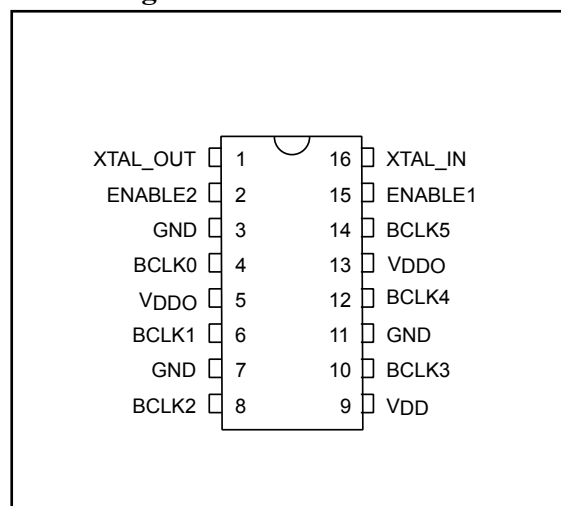 XTAL_OUT 1 16 XTAL_IN
ENABLE2 2 15 ENABLE1
GND 3 14 BCLK5
BCLK0 4 13 VDDO
VDDO 5 12 BCLK4
BCLK1 6 11 GND
GND 7 10 BCLK3
BCLK2 8 9 VDD